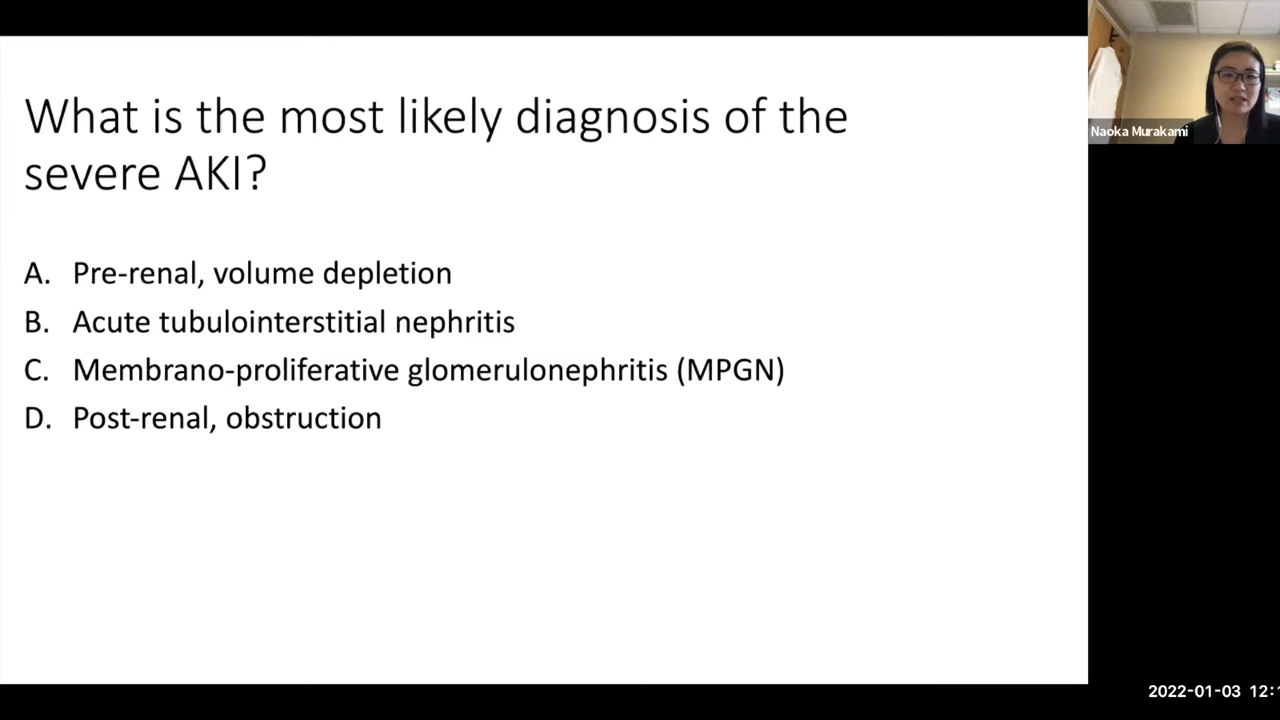 What is the most likely diagnosis of the
severe AKI?
A. Pre-renal, volume depletion
B. Acute tubulointerstitial nephritis
C. Membrano-proliferative glomerulonephritis (MPGN)
D. Post-renal, obstruction
Naoka Murakami
2022-01-03